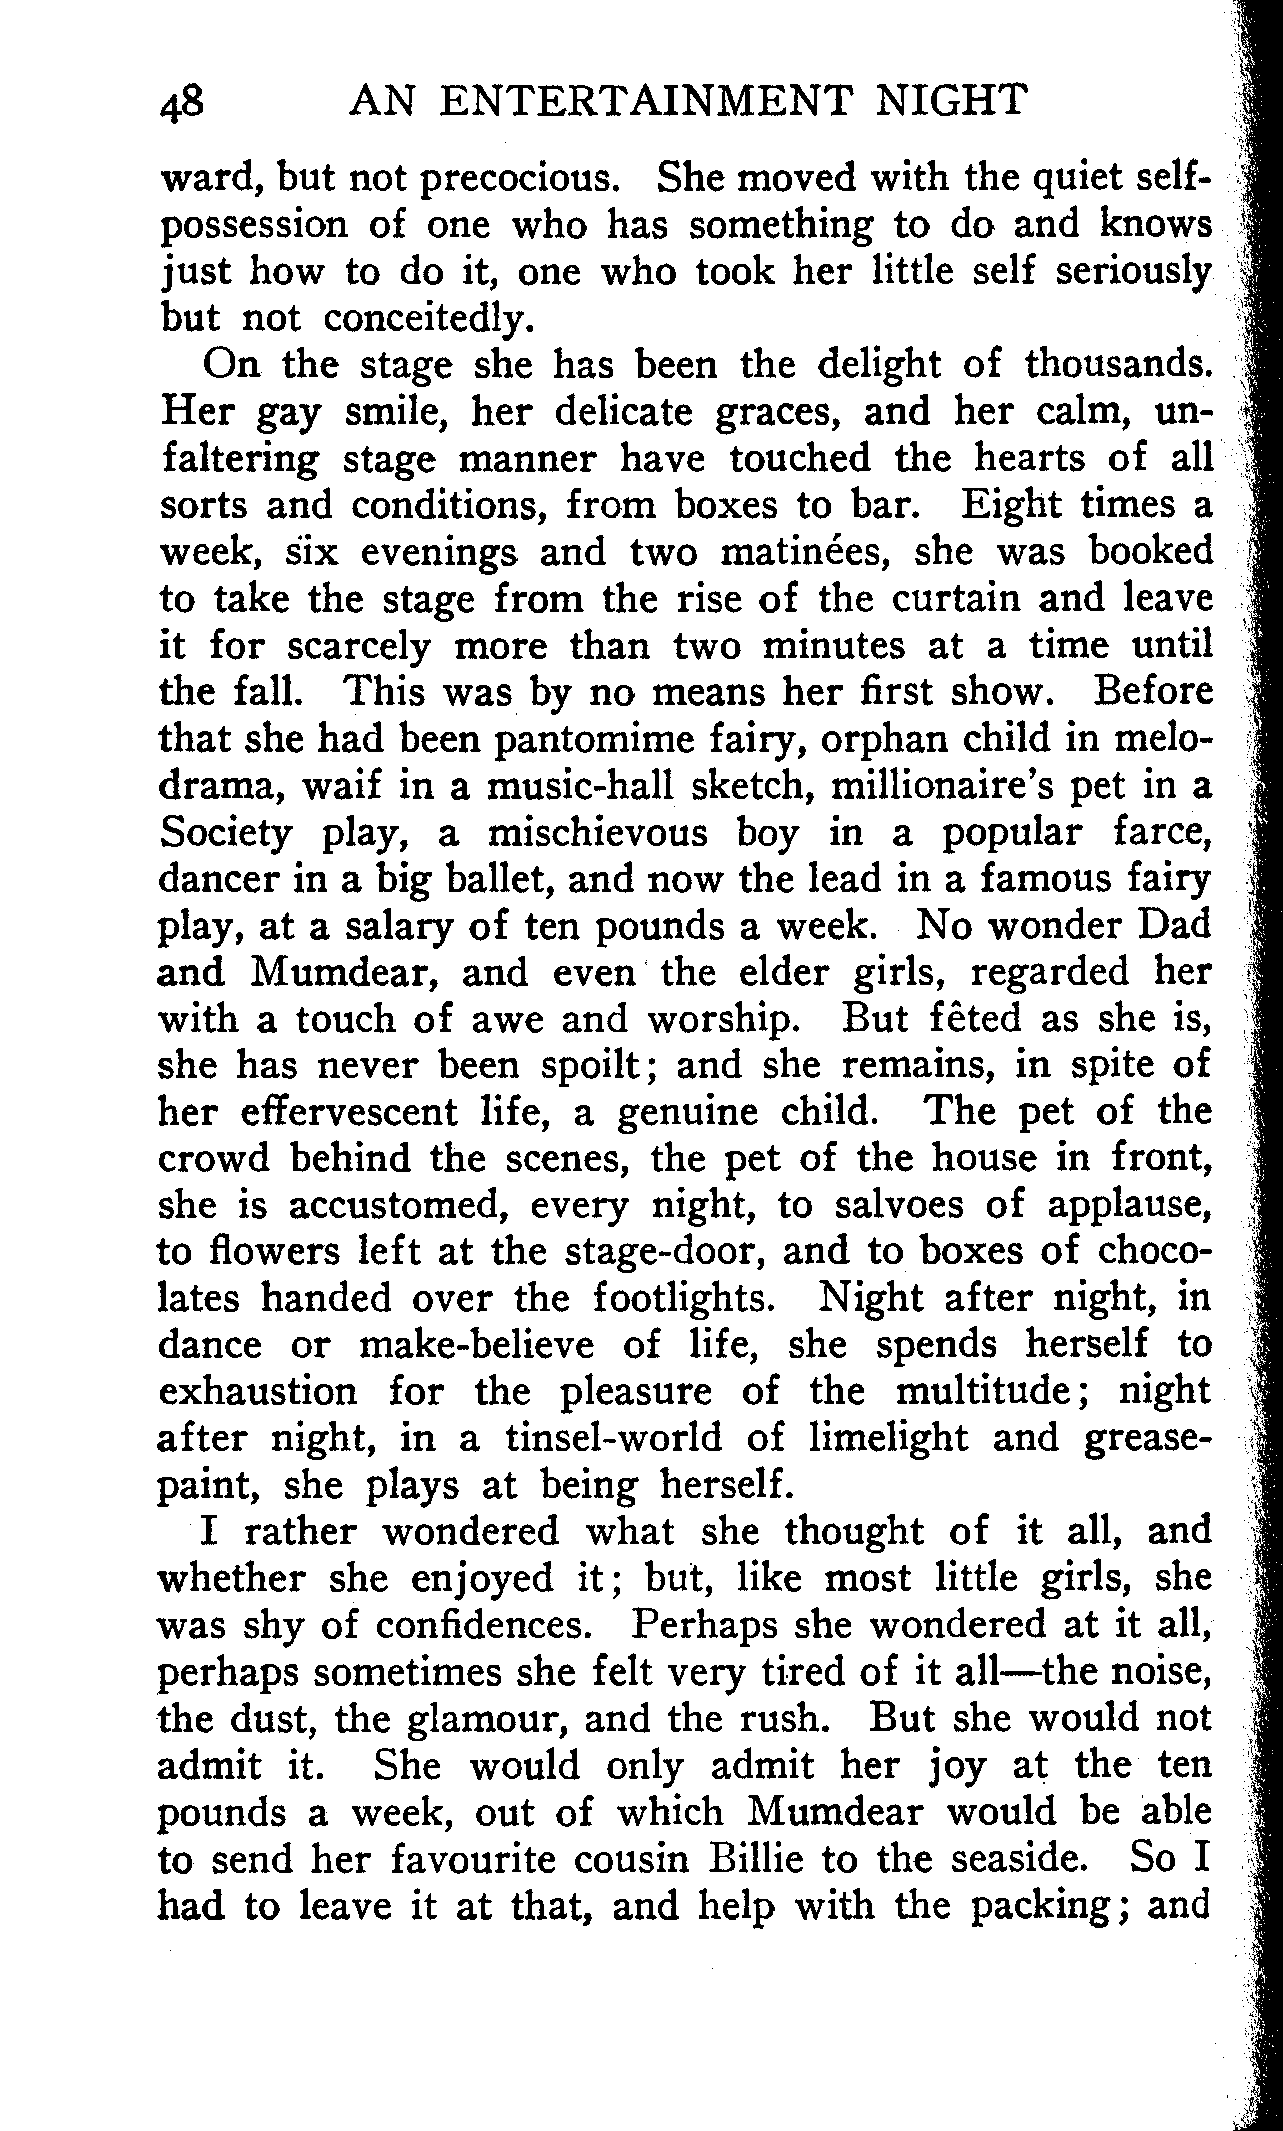 48 AN ENTERTAINMENT NIGHT
ward, but not precocious. She moved with the quiet self-
possession of one who has something to do and knows
just how to do it, one who took her little self seriously
but not conceitedly.
On the stage she has been the delight of thousands.
Her gay smile, her delicate graces, and her calm, un-
faltering stage manner have touched the hearts of all
sorts and conditions, from boxes to bar. Eight times a
week, six evenings and two matinées, she was booked
to take the stage from the rise of the curtain and leave
it for scarcely more than two minutes at a time until
the fall. This was by no means her first show. Before
that she had been pantomime fairy, orphan child in melo-
drama, waif in a music-hall sketch, millionaire's pet in a
Society play, a mischievous boy in a popular farce,
dancer in a big ballet, and now the lead in a famous fairy
play, at a salary of ten pounds a week. No wonder Dad
and Mumdear, and even the elder girls, regarded her
with a touch of awe and worship. But fêted as she is,
she has never been spoilt; and she remains, in spite of
her effervescent life, a genuine child. The pet of the
crowd behind the scenes, the pet of the house in front,
she is accustomed, every night, to salvoes of applause,
to flowers left at the stage-door, and to boxes of choco-
lates handed over the footlights. Night after night, in
dance or make-believe of life, she spends herself to
exhaustion for the pleasure of the multitude; night
after night, in a tinsel-world of limelight and grease-
paint, she plays at being herself.
I rather wondered what she thought of it all, and
whether she enjoyed it; but, like most little girls, she
was shy of confidences. Perhaps she wondered at it all,
perhaps sometimes she felt very tired of it all—the noise,
the dust, the glamour, and the rush. But she would not
admit it. She would only admit her joy at the ten
pounds a week, out of which Mumdear would be able
to send her favourite cousin Billie to the seaside. So I
had to leave it at that, and help with the packing; and